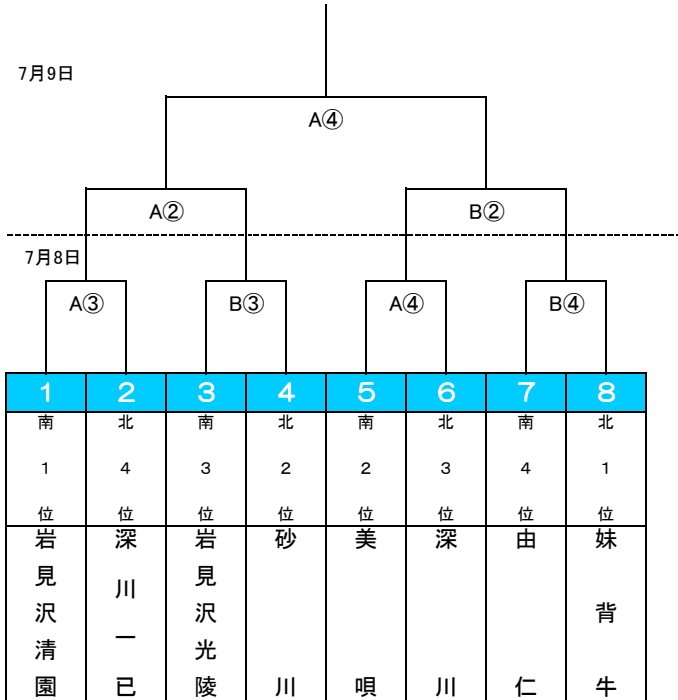 7月9日
A④
A② B②
7月8日
A③ B③ A④ B④
1 2 3 4 5 6 7 8
南1位 北4位 南3位 北2位 南2位 北3位 南4位 北1位
岩見沢清園 深川一已 岩見沢光陵 砂川 美唄 深川 由仁 妹背牛